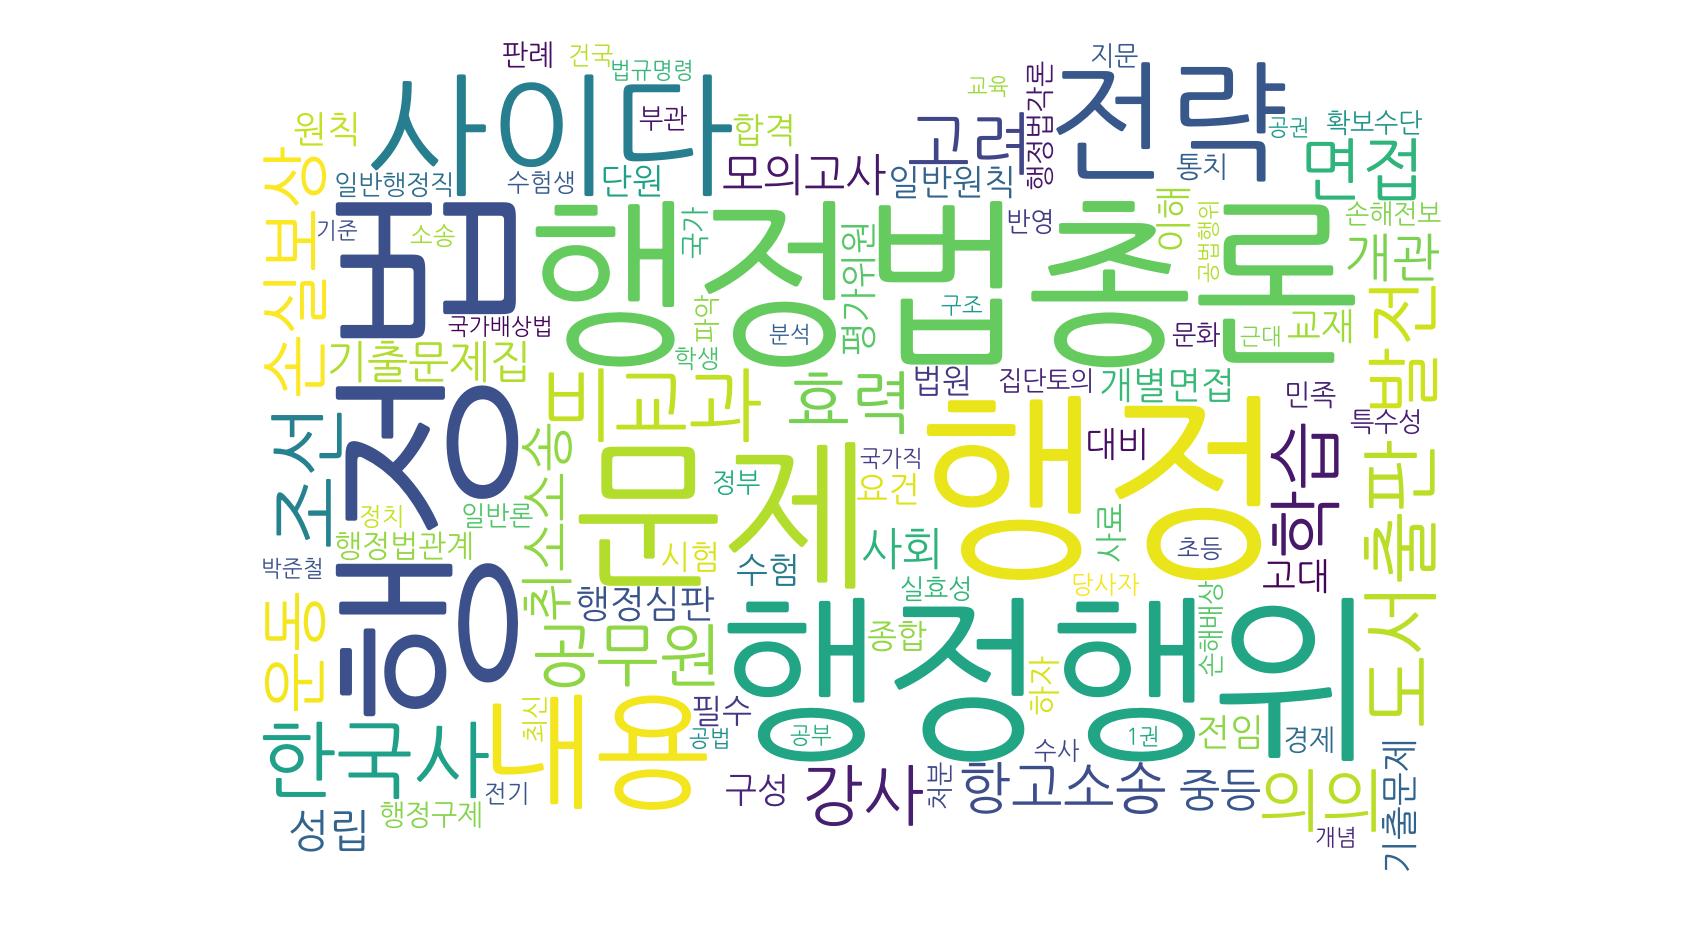 판례
건국
법규명령
지문
사이다
전략
교육
행정법각론
부관
합격
원칙
고려
공권
확보수단
면접
모의고사
일반행정직
수험생
단원
일반원칙
통치
손실보상
행정법
기준
소송
국가
행정법총론
평가위원
반영
이해
공법행위
손해전보
개관
국가배상법
파악
분석
구조
문화
근대
교재
발전
기출문제집
학생
비교과
효력
법원
집단토의
개별면접
민족
특수성
조선
취소소송
문제
행정
대비
학습
국가직
요건
정부
도서출판
정치
일반론
행정법관계
시험
수험
사회
사료
초등
고대
박준철
운동
행정심판
공무원
실효성
당사자
손해배상
행정행위
종합
하자
내용
최신
필수
공법
공부
1권
전임
경제
한국사
전기
구성
강사
수사
처분
항고소송
중등
의의
기출문제
성립
행정구제
개념